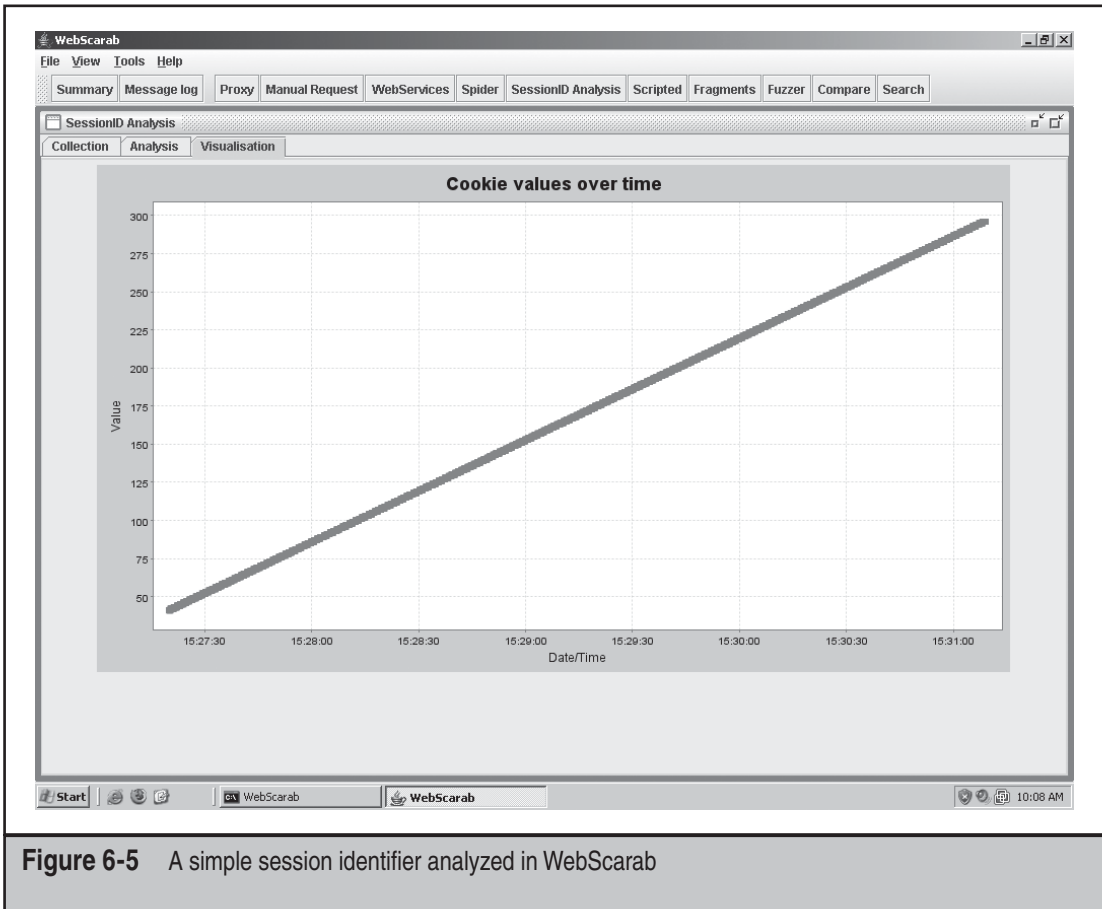 WebScarab
File View Tools Help
Summary Message log Proxy Manual Request WebServices Spider SessionID Analysis Scripted Fragments Fuzzer Compare Search
SessionID Analysis
Collection Analysis Visualisation
Cookie values over time
300
275
250
225
200
175
150
125
100
75
50
Value
15:27:30 15:28:00 15:28:30 15:29:00 15:29:30 15:30:00 15:30:30 15:31:00
Date/Time
Start WebScarab WebScarab 10:08 AM
Figure 6-5 A simple session identifier analyzed in WebScarab